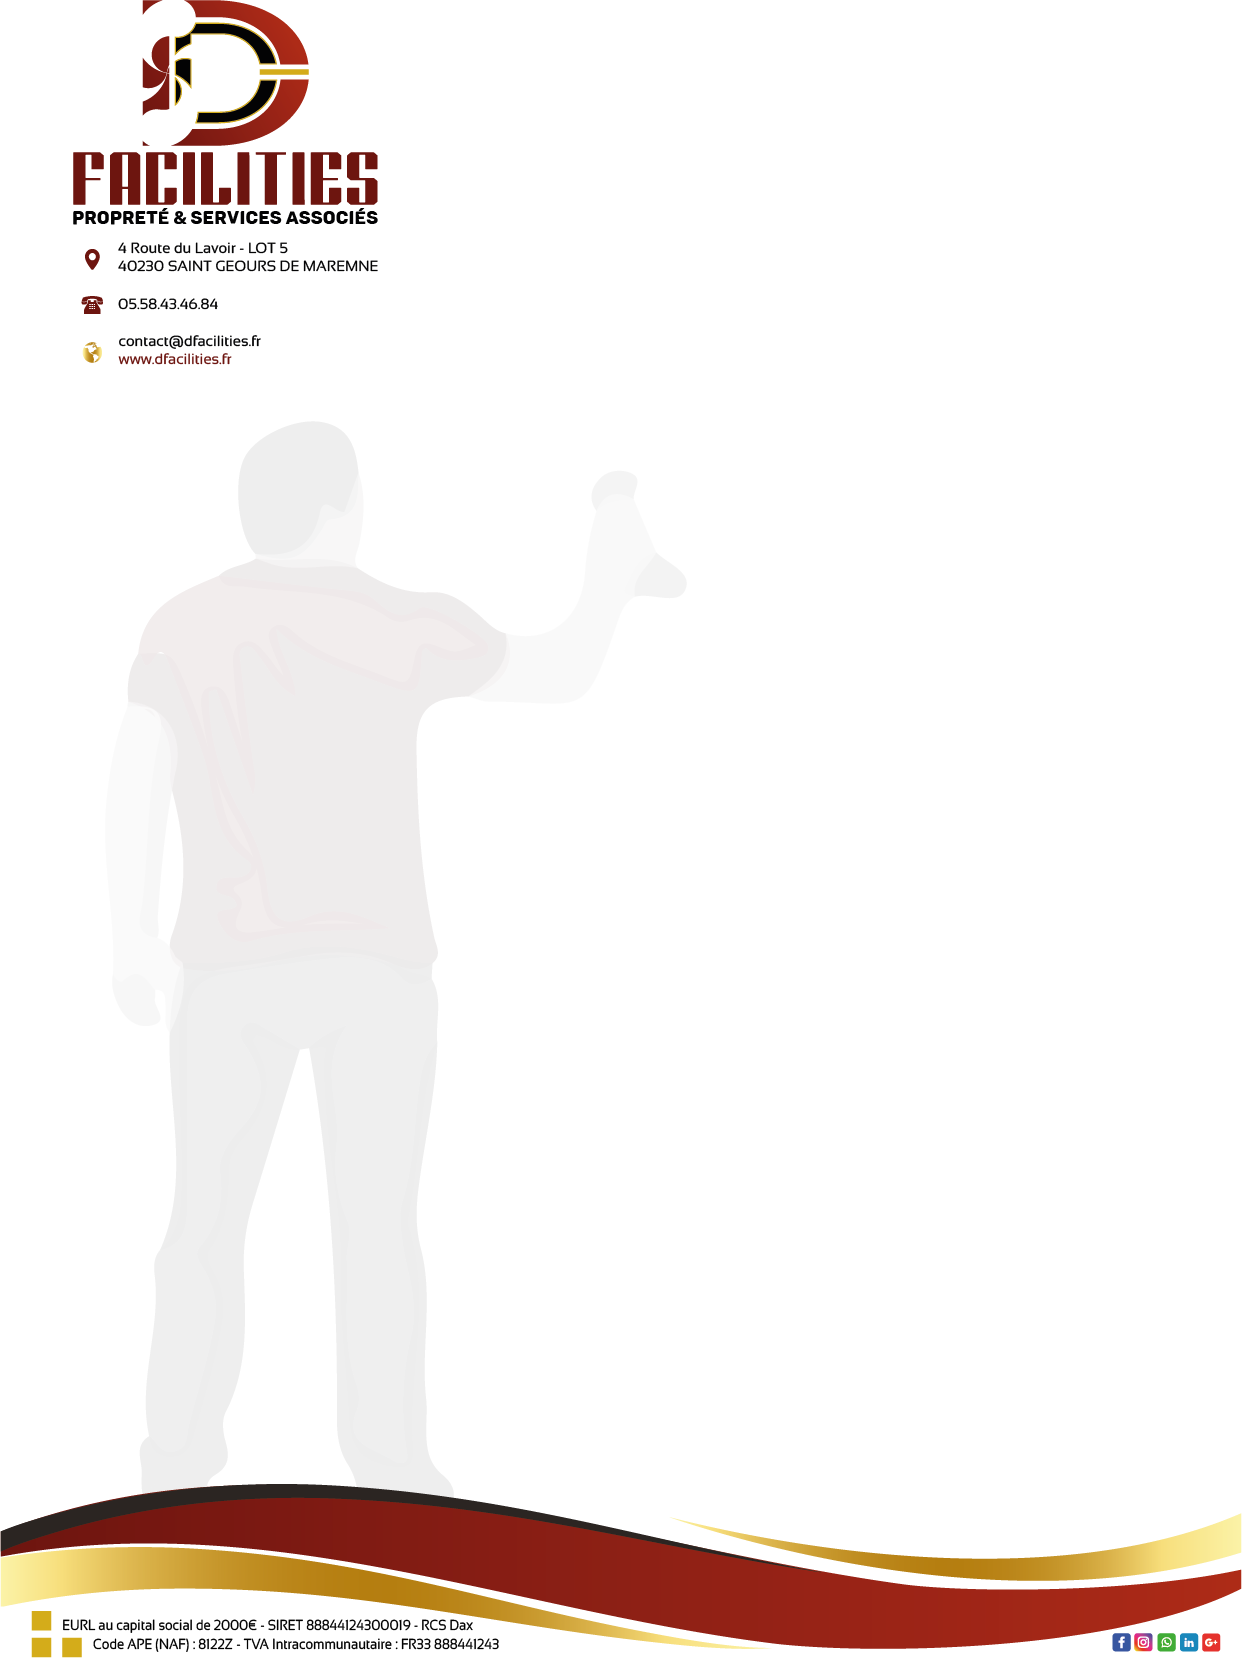 FACILITIES
PROPRETÉ & SERVICES ASSOCIÉS
4 Route du Lavoir - LOT 5
40230 SAINT GEOURS DE MAREMNE
05.58.43.46.84
contact@dfacilities.fr
www.dfacilities.fr
EURL au capital social de 2000€ - SIRET 88844124300019 - RCS Dax
Code APE (NAF) : 8122Z - TVA Intracommunautaire : FR33 888441243